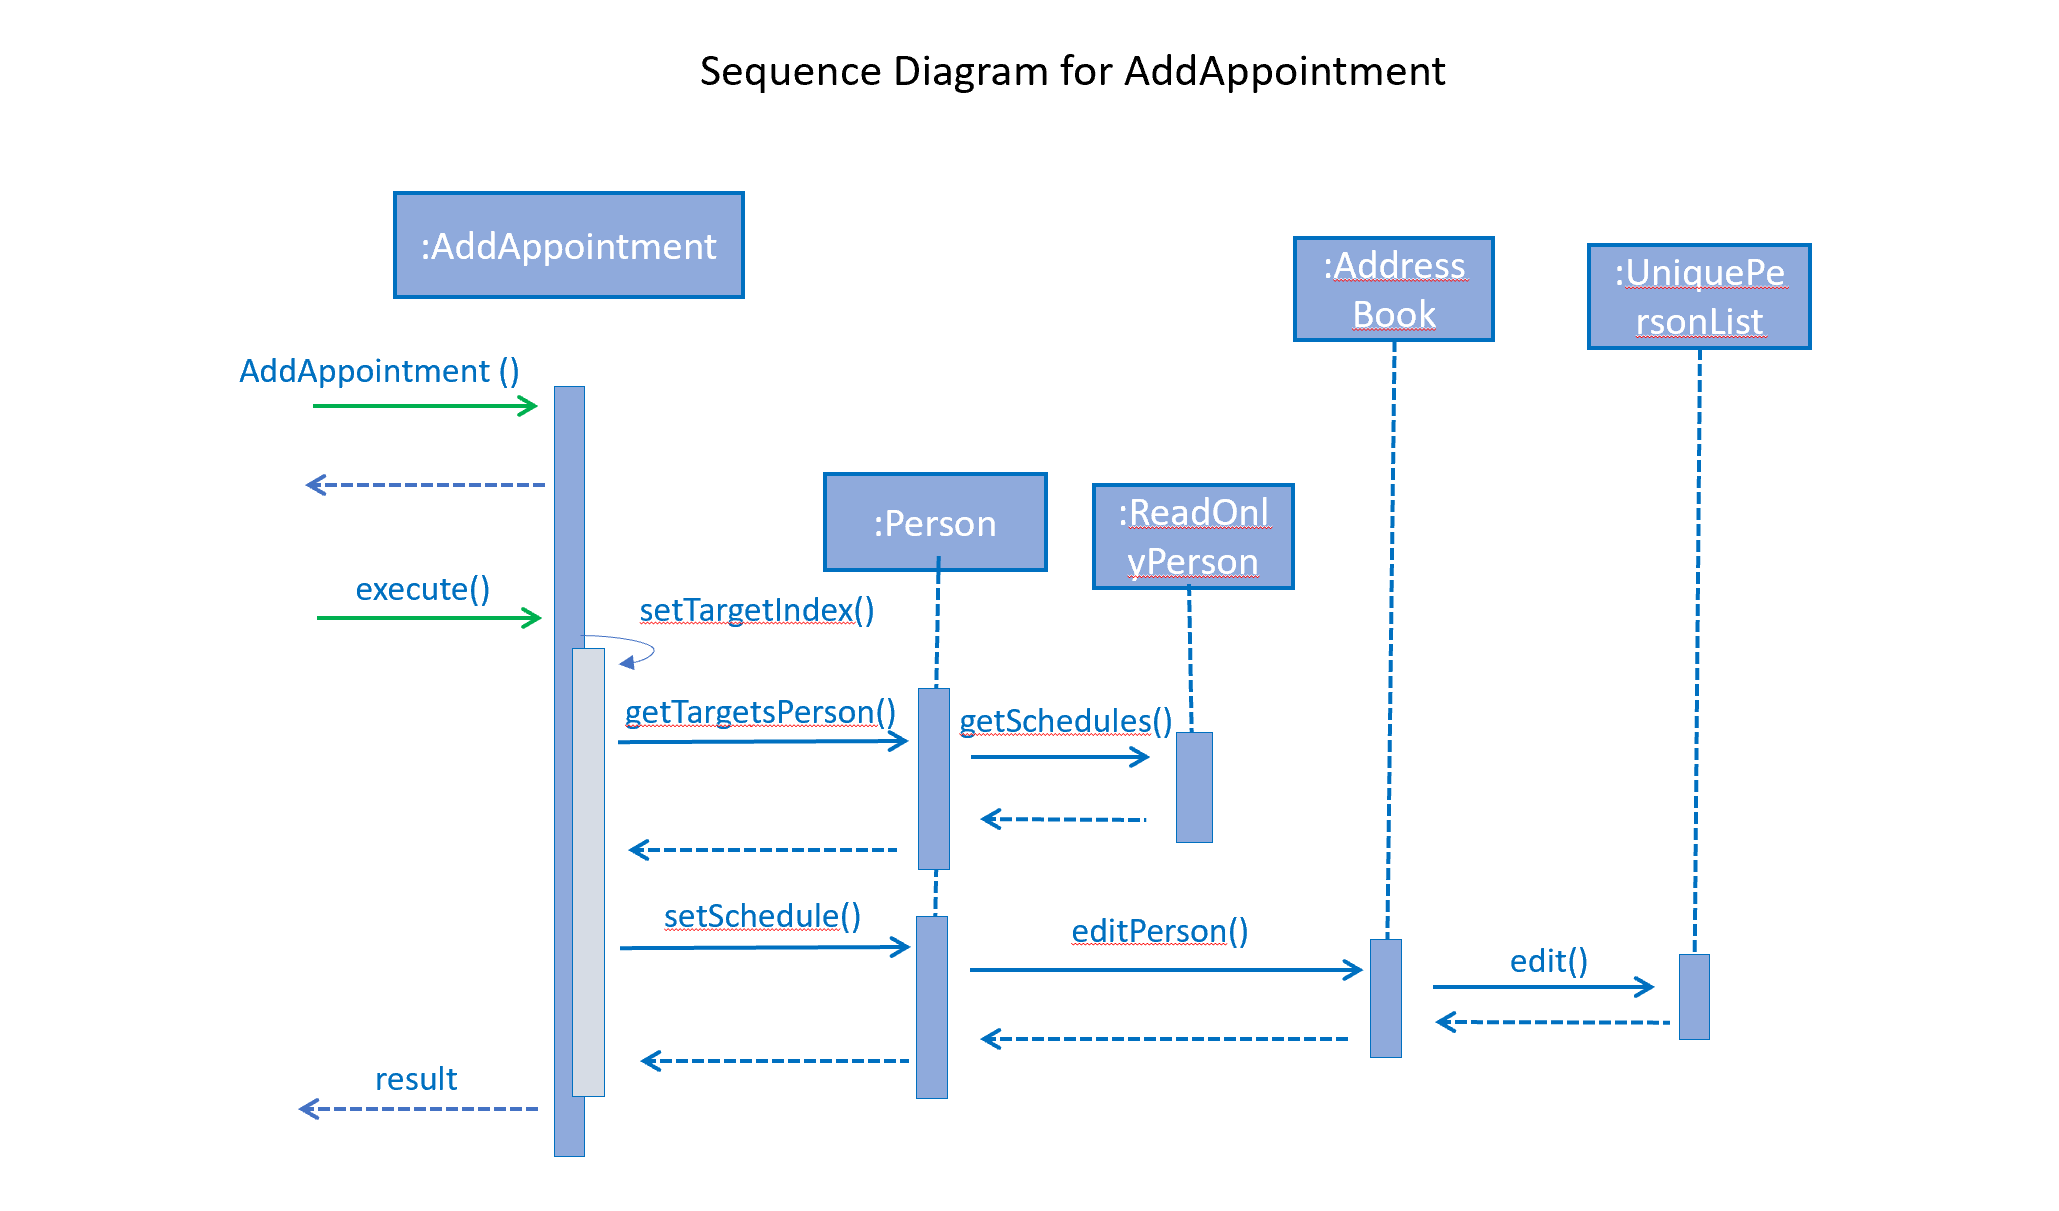 Sequence Diagram for AddAppointment
:AddAppointment
:Address
Book
:UniquePe
rsonList
AddAppointment ()
:Person
:ReadOnl
yPerson
execute()
setTargetIndex()
getTargetsPerson()
getSchedules()
setSchedule()
editPerson()
edit()
result